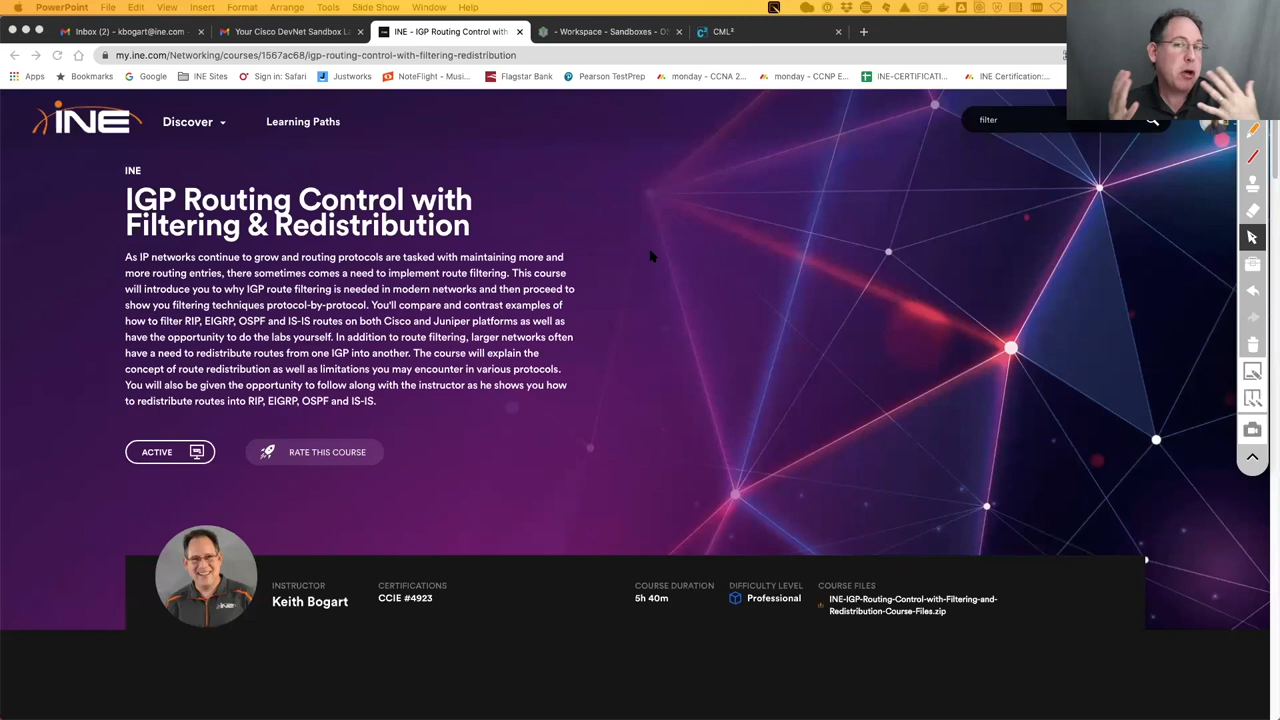 PowerPoint File Edit View Insert Format Arrange Tools Slide Show Window Help
Inbox (2) - kbogart@ine.com - Your Cisco DevNet Sandbox La INE - IGP Routing Control with - Workspace - Sandboxes - CML²
my.ine.com/Networking/courses/1567ac68/igp-routing-control-with-filtering-redistribution
Apps Bookmarks Google INE Sites Sign in: Safari Justworks NoteFlight - Musi... Flagstar Bank Pearson TestPrep monday - CCNA 2... monday - CCNP E... INE-CERTIFICATI... INE Certification:...
INE Discover Learning Paths filter
INE
IGP Routing Control with
Filtering & Redistribution
As IP networks continue to grow and routing protocols are tasked with maintaining more and
more routing entries, there sometimes comes a need to implement route filtering. This course
will introduce you to why IGP route filtering is needed in modern networks and then proceed to
show you filtering techniques protocol-by-protocol. You'll compare and contrast examples of
how to filter RIP, EIGRP, OSPF and IS-IS routes on both Cisco and Juniper platforms as well as
have the opportunity to do the labs yourself. In addition to route filtering, larger networks often
have a need to redistribute routes from one IGP into another. The course will explain the
concept of route redistribution as well as limitations you may encounter in various protocols.
You will also be given the opportunity to follow along with the instructor as he shows you how
to redistribute routes into RIP, EIGRP, OSPF and IS-IS.
ACTIVE RATE THIS COURSE
INSTRUCTOR CERTIFICATIONS COURSE DURATION DIFFICULTY LEVEL COURSE FILES
Keith Bogart CCIE #4923 5h 40m Professional INE-IGP-Routing-Control-with-Filtering-and-
Redistribution-Course-Files.zip